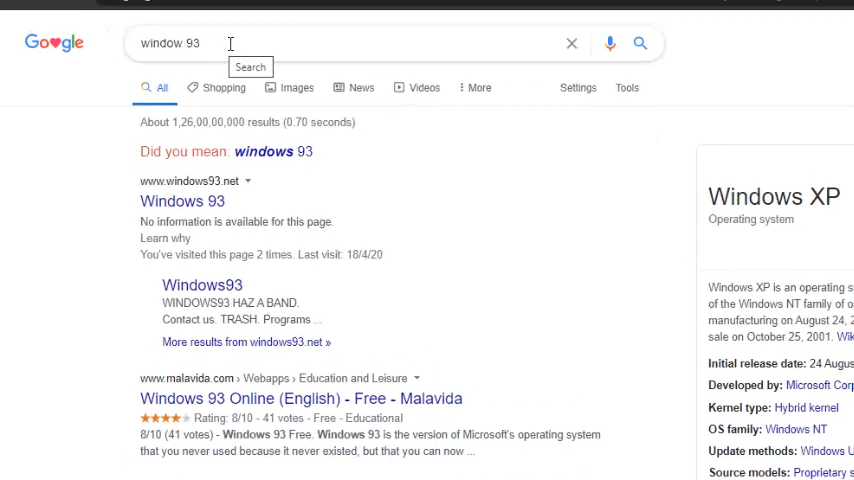 Google
window 93
Search
All
Shopping
Images
News
Videos
More
Settings
Tools
About 1,26,00,00,000 results (0.70 seconds)
Did you mean: windows 93
www.windows93.net
Windows 93
No information is available for this page.
Learn why
You've visited this page 2 times. Last visit: 18/4/20
Windows93
WINDOWS93 HAZ A BAND.
Contact us. TRASH. Programs ...
More results from windows93.net »
www.malavida.com › Webapps › Education and Leisure
Windows 93 Online (English) - Free - Malavida
Rating: 8/10 - 41 votes - Free - Educational
8/10 (41 votes) - Windows 93 Free. Windows 93 is the version of Microsoft's operating system
that you never used because it never existed, but that you can now ...
Windows XP
Operating system
Windows XP is an operating s
of the Windows NT family of o
manufacturing on August 24, 2
sale on October 25, 2001. Wik
Initial release date: 24 Augus
Developed by: Microsoft Corp
Kernel type: Hybrid kernel
OS family: Windows NT
Update methods: Windows U
Source models: Proprietary s